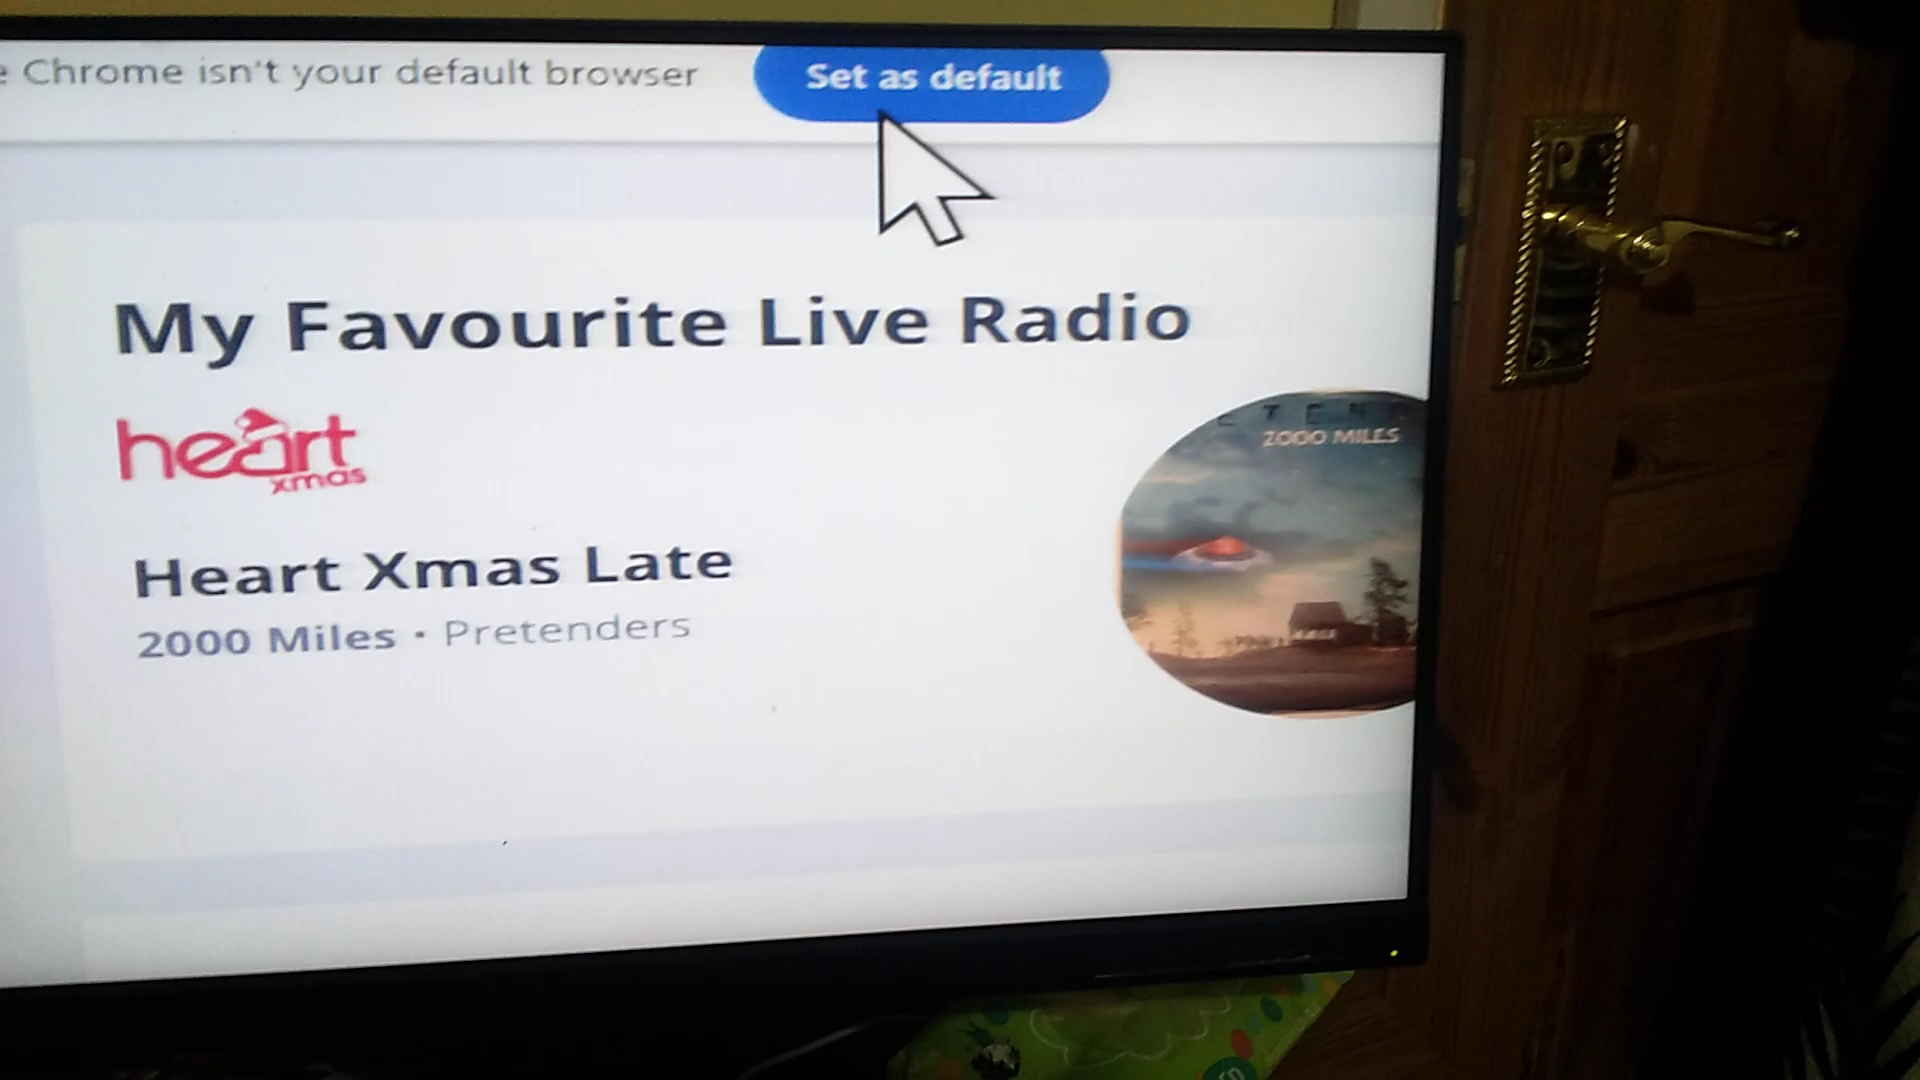 Chrome isn't your default browser
Set as default
My Favourite Live Radio
heart
xmas
2000 MILES
Heart Xmas Late
2000 Miles • Pretenders